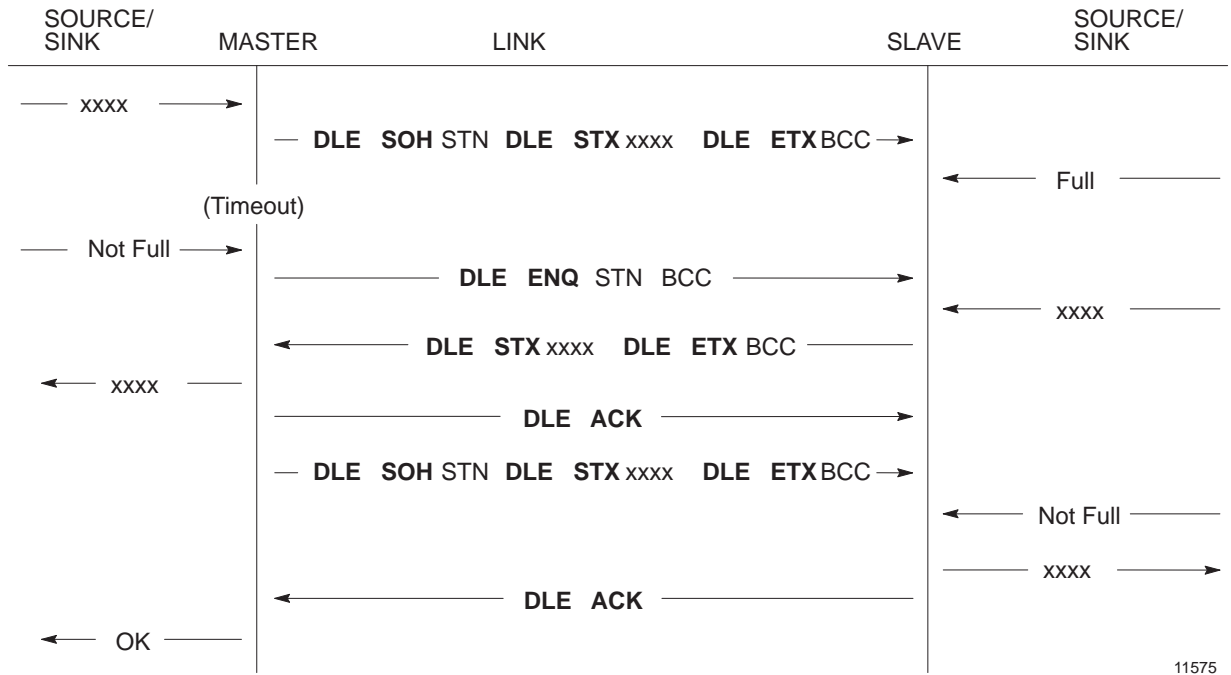 SOURCE/
SINK
MASTER
LINK
SLAVE
SOURCE/
SINK
xxxx
DLE SOH STN DLE STX xxxx DLE ETX BCC
Full
(Timeout)
Not Full
DLE ENQ STN BCC
xxxx
DLE STX xxxx DLE ETX BCC
xxxx
DLE ACK
DLE SOH STN DLE STX xxxx DLE ETX BCC
Not Full
xxxx
DLE ACK
OK
11575